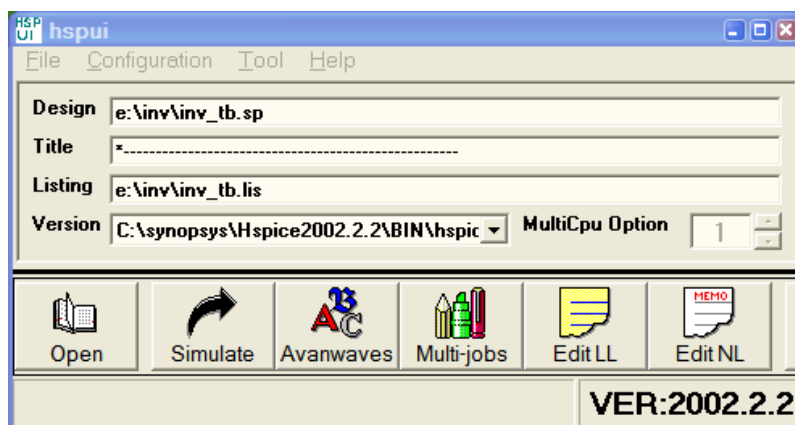 HSP UI hspui
File Configuration Tool Help
Design e:\inv\inv_tb.sp
Title *----------------------------------------------------
Listing e:\inv\inv_tb.lis
Version C:\synopsys\Hspice2002.2.2\BIN\hspic MultiCpu Option 1
MEMO
Open Simulate Avanwaves Multi-jobs Edit LL Edit NL
VER:2002.2.2